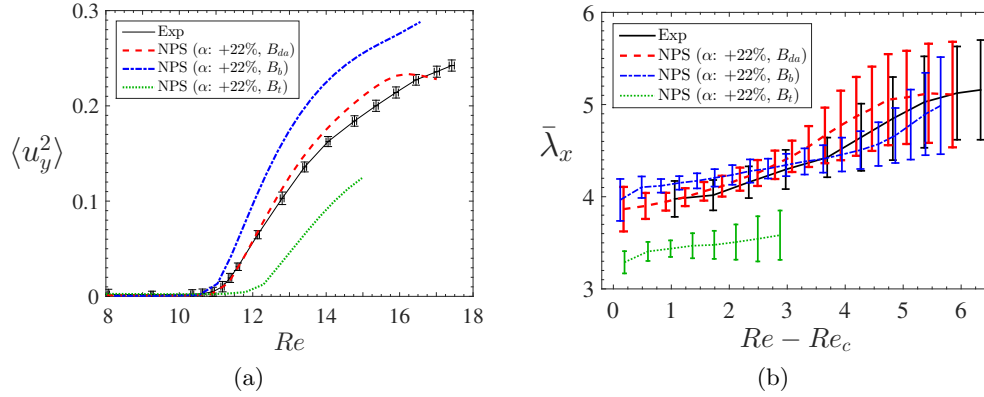 Exp
NPS (α: +22%, B_da)
NPS (α: +22%, B_b)
NPS (α: +22%, B_t)
⟨u_y^2⟩
0.3
0.2
0.1
0
8
10
12
14
16
18
Re
(a)
Exp
NPS (α: +22%, B_da)
NPS (α: +22%, B_b)
NPS (α: +22%, B_t)
λ̄_x
6
5
4
3
0
1
2
3
4
5
6
Re − Re_c
(b)